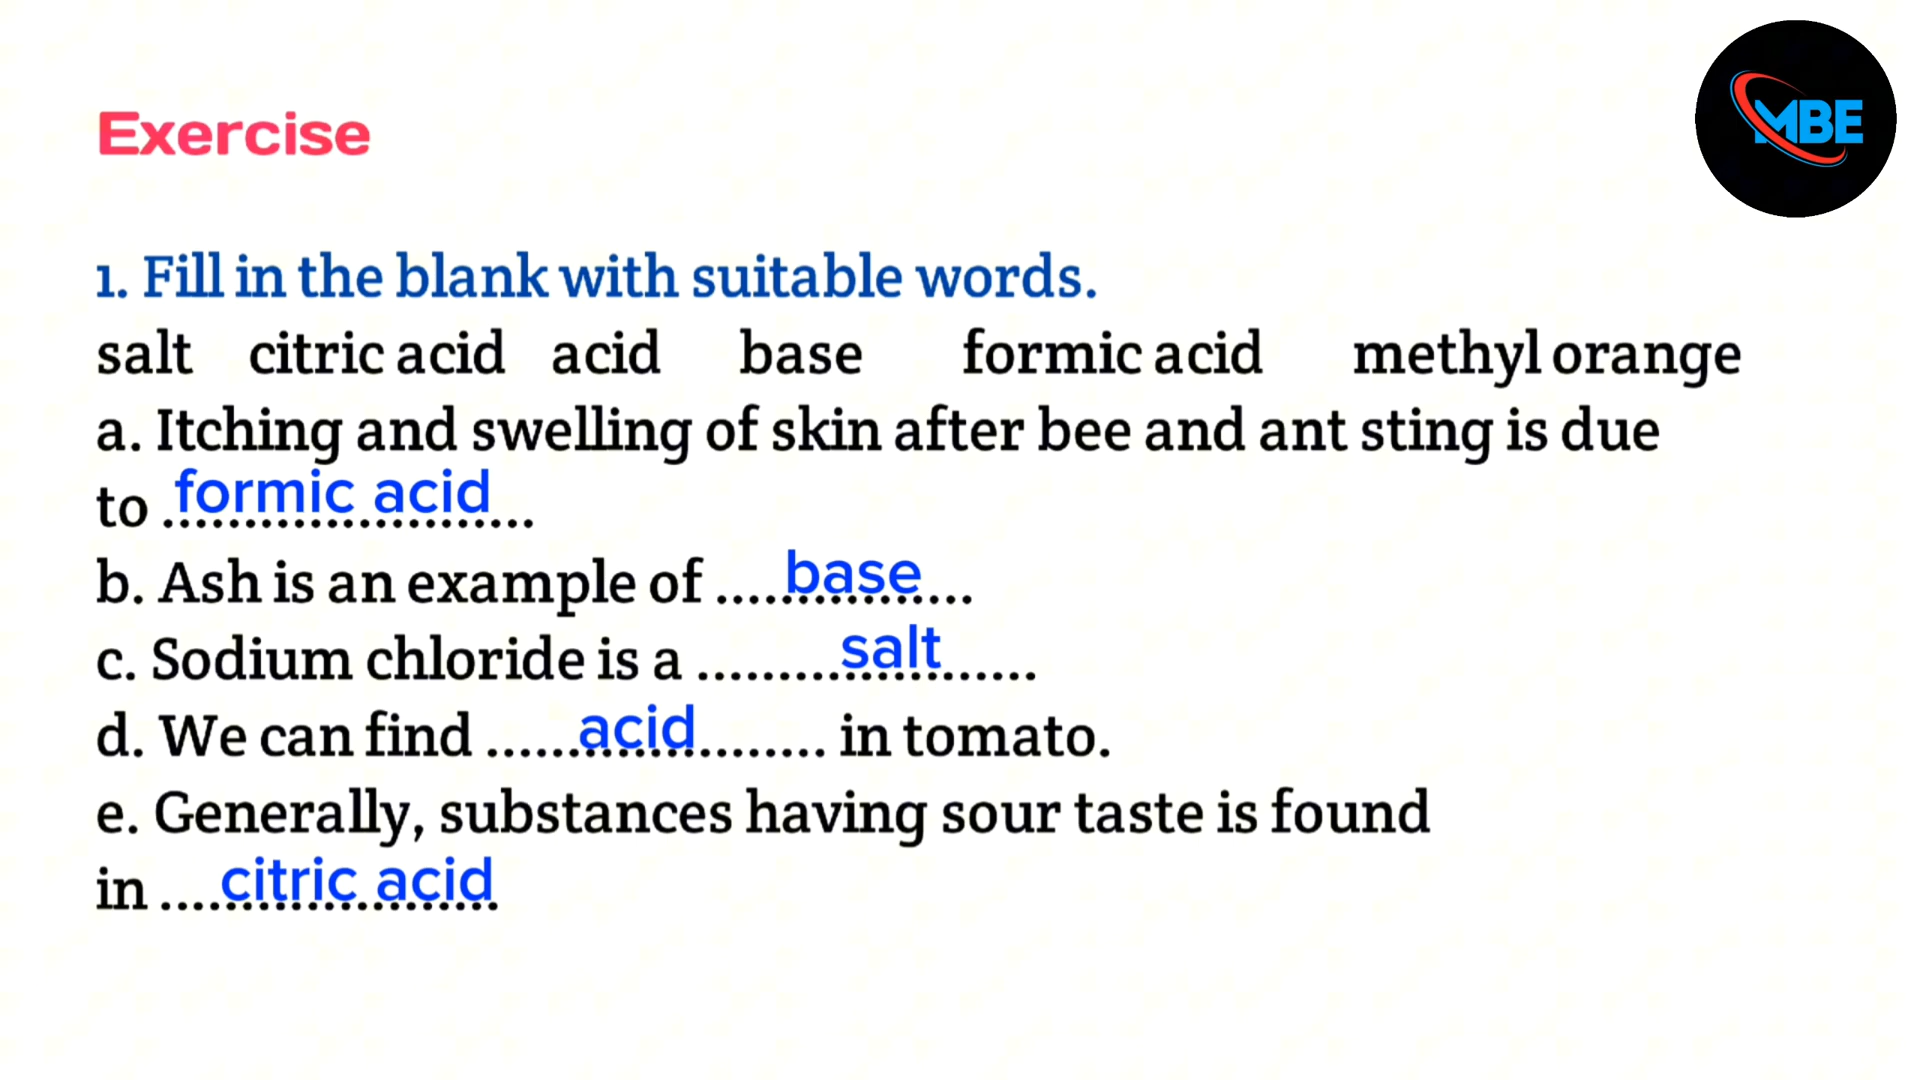 MBE
Exercise
1. Fill in the blank with suitable words.
salt citric acid acid base formic acid methyl orange
a. Itching and swelling of skin after bee and ant sting is due
to formic acid
b. Ash is an example of ....base....
c. Sodium chloride is a ........salt......
d. We can find ......acid........ in tomato.
e. Generally, substances having sour taste is found
in ....citric acid